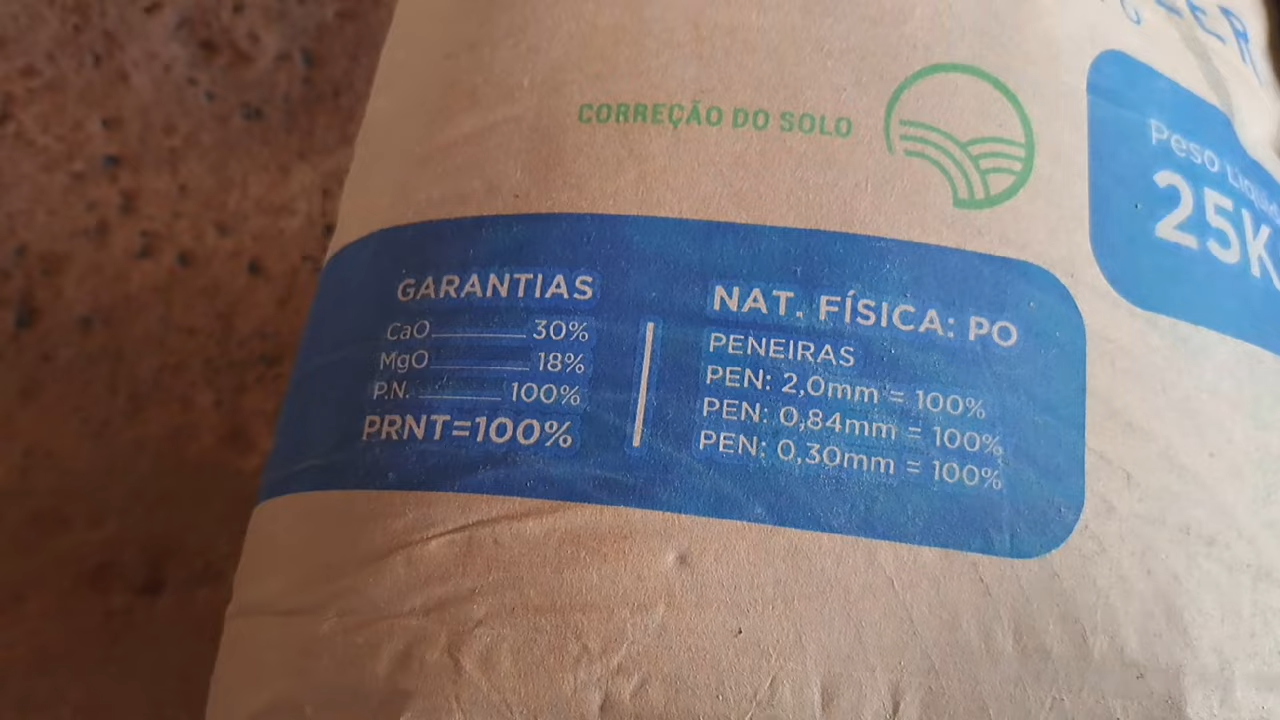 CORREÇÃO DO SOLO
Peso
25K
GARANTIAS
CaO 30%
MgO 18%
P.N. 100%
PRNT=100%
NAT. FÍSICA: PO
PENEIRAS
PEN: 2,0mm = 100%
PEN: 0,84mm = 100%
PEN: 0,30mm = 100%